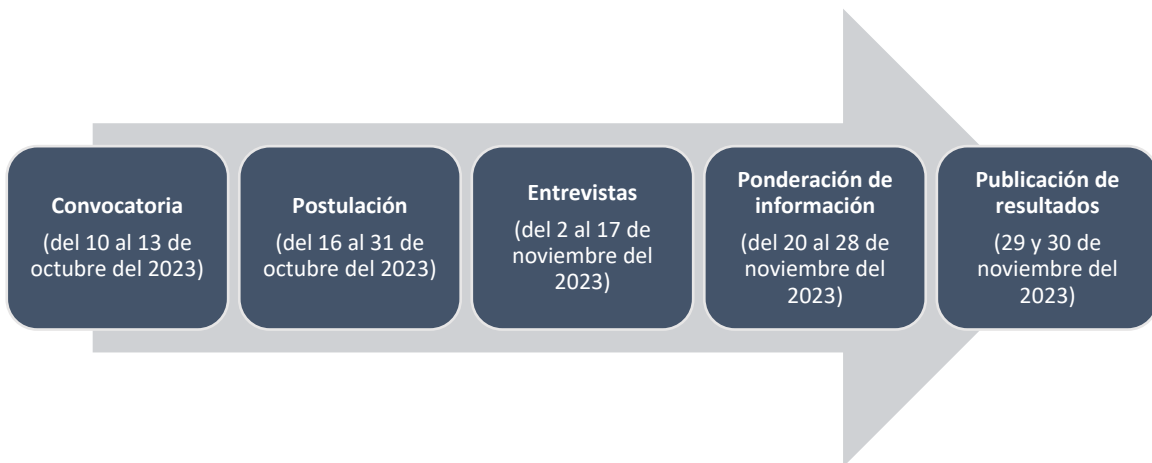 Convocatoria
(del 10 al 13 de
octubre del 2023)
Postulación
(del 16 al 31 de
octubre del 2023)
Entrevistas
(del 2 al 17 de
noviembre del
2023)
Ponderación de
información
(del 20 al 28 de
noviembre del
2023)
Publicación de
resultados
(29 y 30 de
noviembre del
2023)